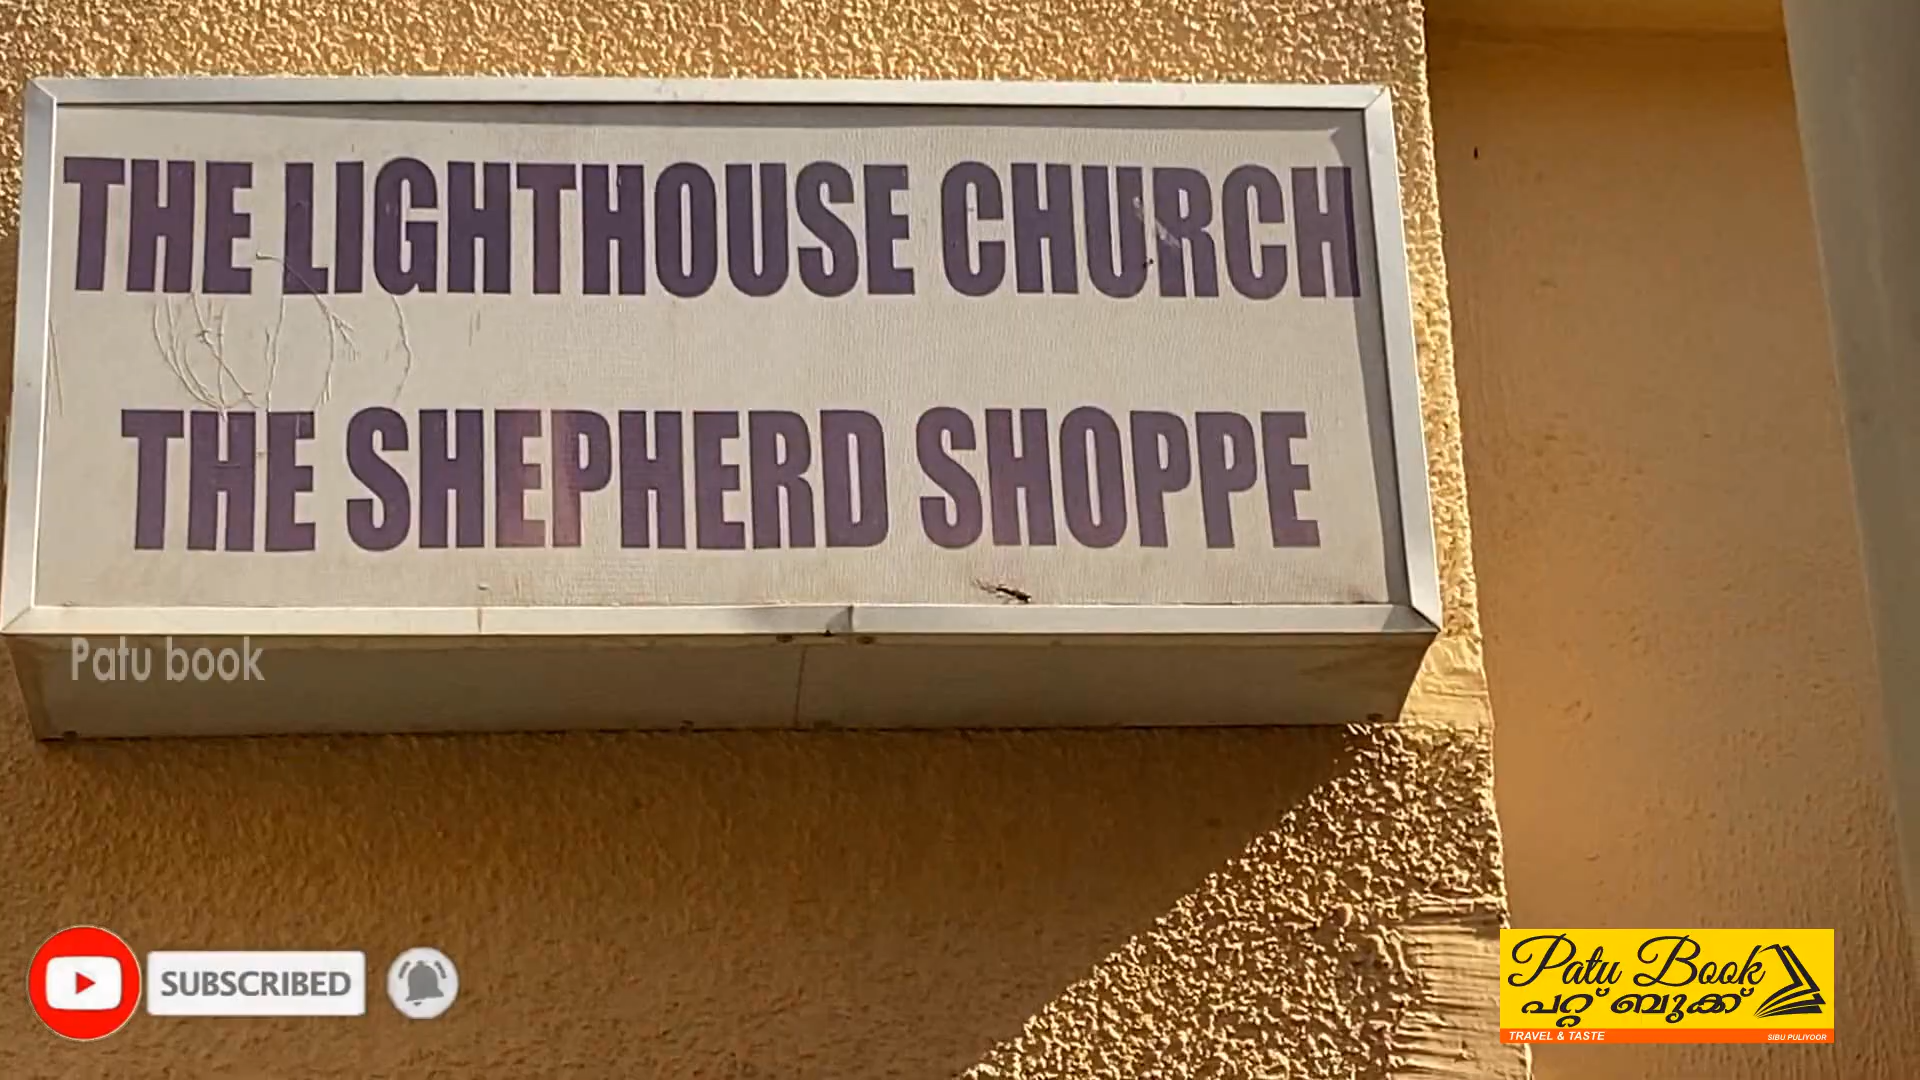 THE LIGHTHOUSE CHURCH
THE SHEPHERD SHOPPE
Patu book
SUBSCRIBED
Patu Book
പറ്റ് ബുക്ക്
TRAVEL & TASTE
SIBU PULIYOOR